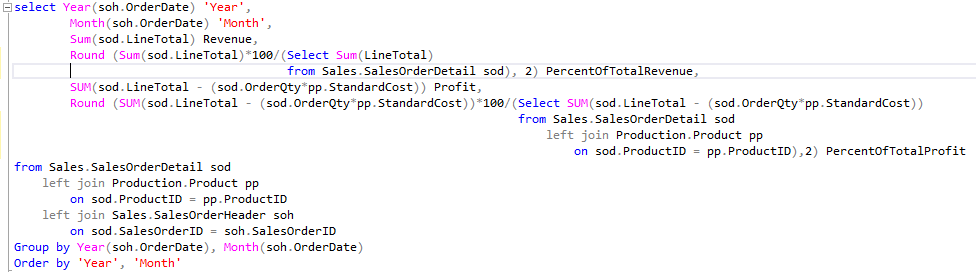 select Year(soh.OrderDate) 'Year',
Month(soh.OrderDate) 'Month',
Sum(sod.LineTotal) Revenue,
Round (Sum(sod.LineTotal)*100/(Select Sum(LineTotal)
from Sales.SalesOrderDetail sod), 2) PercentOfTotalRevenue,
SUM(sod.LineTotal - (sod.OrderQty*pp.StandardCost)) Profit,
Round (SUM(sod.LineTotal - (sod.OrderQty*pp.StandardCost))*100/(Select SUM(sod.LineTotal - (sod.OrderQty*pp.StandardCost))
from Sales.SalesOrderDetail sod
left join Production.Product pp
on sod.ProductID = pp.ProductID),2) PercentOfTotalProfit
from Sales.SalesOrderDetail sod
left join Production.Product pp
on sod.ProductID = pp.ProductID
left join Sales.SalesOrderHeader soh
on sod.SalesOrderID = soh.SalesOrderID
Group by Year(soh.OrderDate), Month(soh.OrderDate)
Order by 'Year', 'Month'